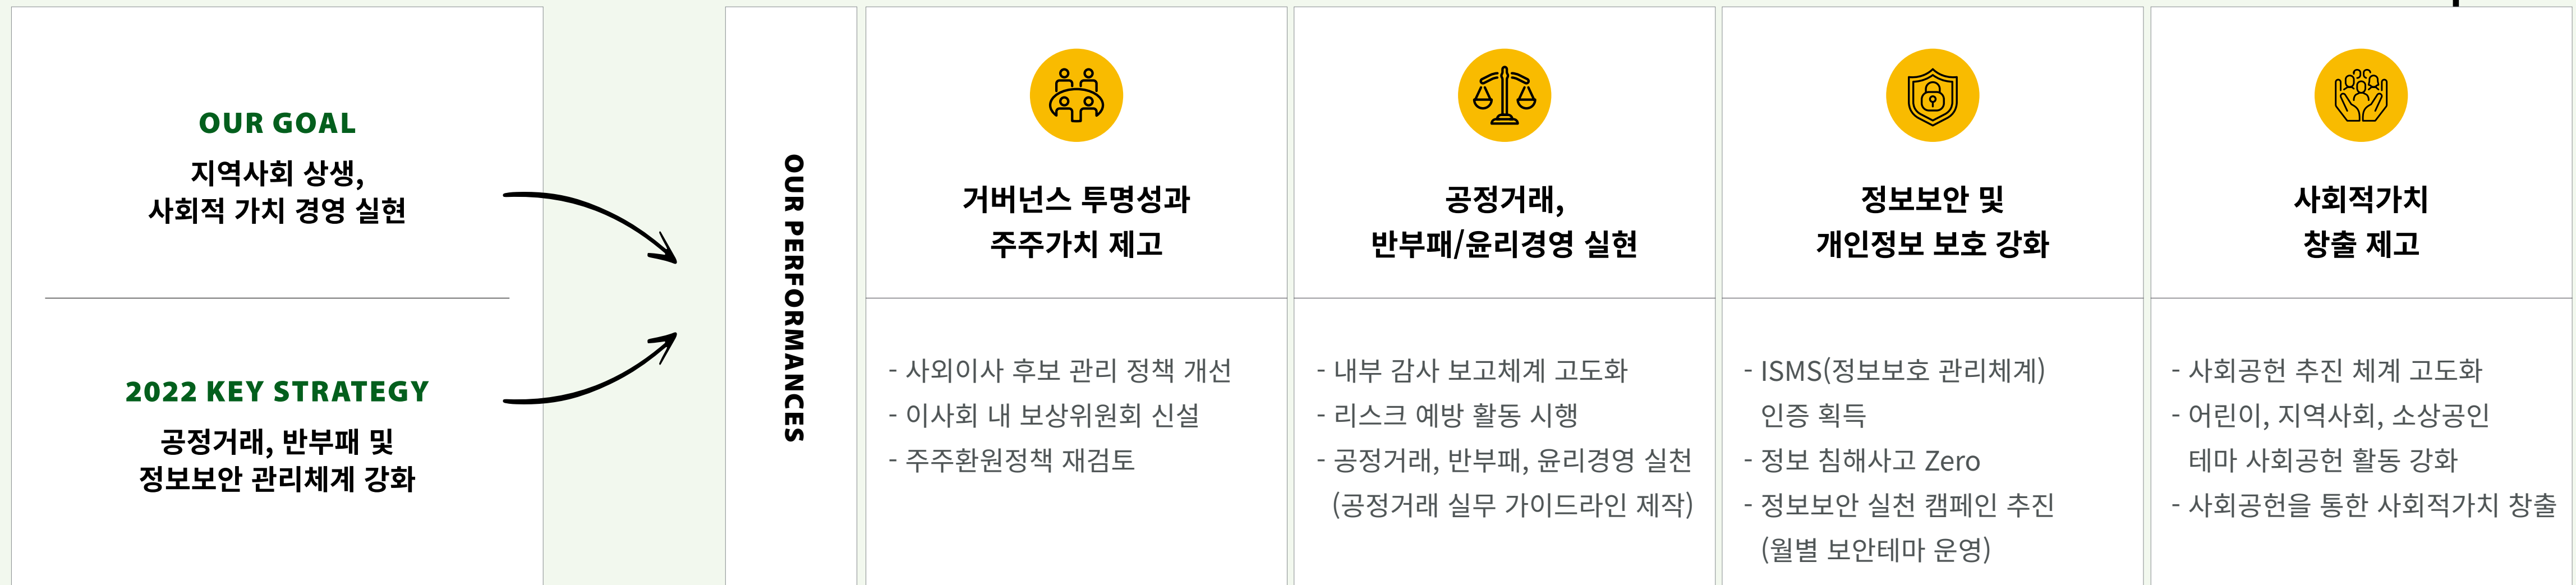 OUR GOAL
지역사회 상생,
사회적 가치 경영 실현
2022 KEY STRATEGY
공정거래, 반부패 및
정보보안 관리체계 강화
OUR PERFORMANCES
거버넌스 투명성과
주주가치 제고
- 사외이사 후보 관리 정책 개선
- 이사회 내 보상위원회 신설
- 주주환원정책 재검토
공정거래,
반부패/윤리경영 실현
- 내부 감사 보고체계 고도화
- 리스크 예방 활동 시행
- 공정거래, 반부패, 윤리경영 실천
(공정거래 실무 가이드라인 제작)
정보보안 및
개인정보 보호 강화
- ISMS(정보보호 관리체계)
인증 획득
- 정보 침해사고 Zero
- 정보보안 실천 캠페인 추진
(월별 보안테마 운영)
사회적가치
창출 제고
- 사회공헌 추진 체계 고도화
- 어린이, 지역사회, 소상공인
테마 사회공헌 활동 강화
- 사회공헌을 통한 사회적가치 창출